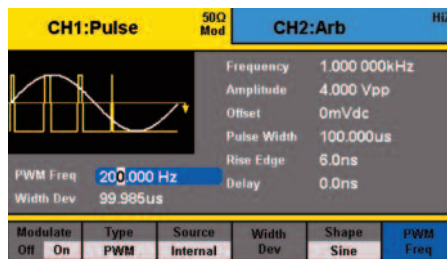 CH1:Pulse 50Ω Mod CH2:Arb HiZ
Frequency 1.000 000kHz
Amplitude 4.000 Vpp
Offset 0mVdc
Pulse Width 100.000us
Rise Edge 6.0ns
PWM Freq 200.000 Hz Delay 0.0ns
Width Dev 99.985us
Modulate Type Source Width Shape PWM
Off On PWM Internal Dev Sine Freq